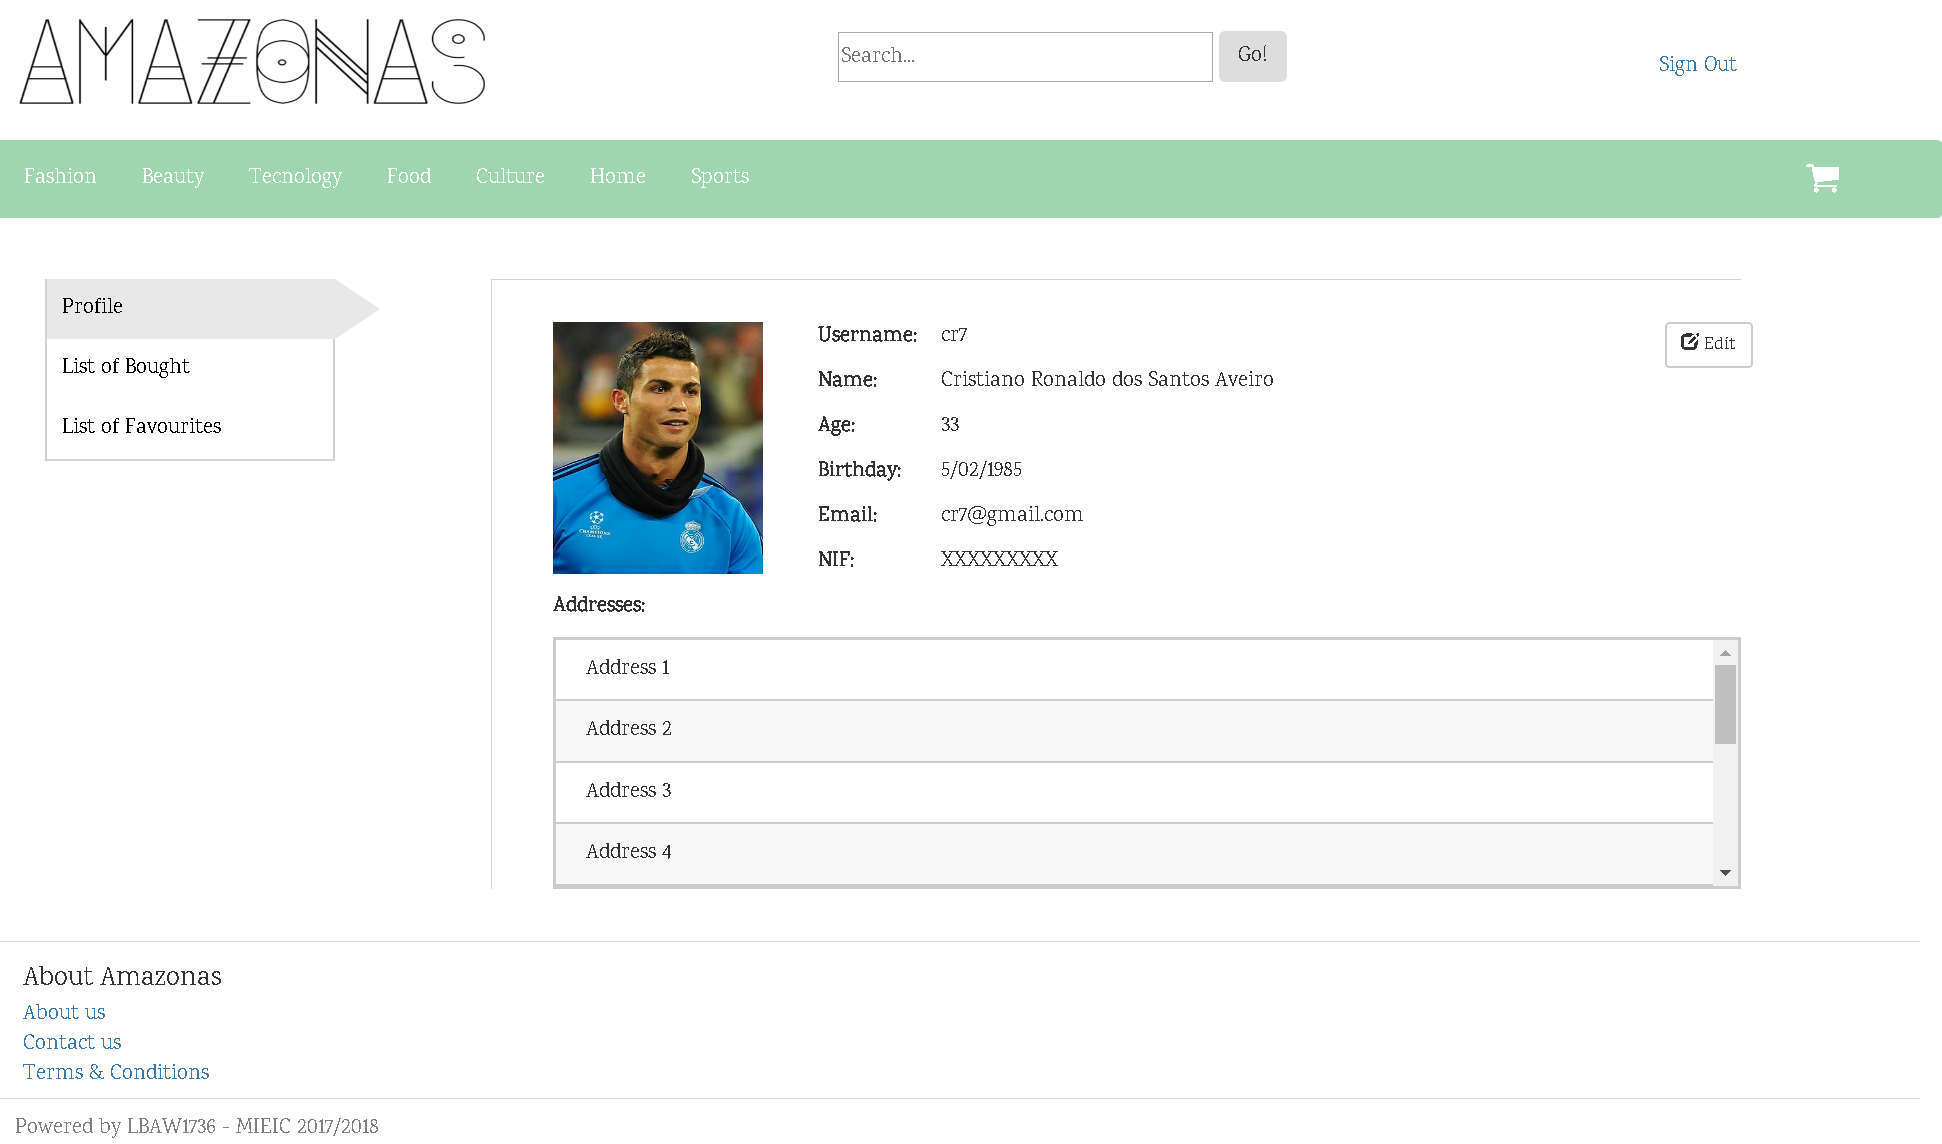 AMAZONAS
Search...
Go!
Sign Out
Fashion Beauty Tecnology Food Culture Home Sports
Profile
List of Bought
List of Favourites
Username: cr7
Edit
Name: Cristiano Ronaldo dos Santos Aveiro
Age: 33
Birthday: 5/02/1985
Email: cr7@gmail.com
NIF: XXXXXXXXX
CHAMPIONS
LEAGUE
Addresses:
Address 1
Address 2
Address 3
Address 4
About Amazonas
About us
Contact us
Terms & Conditions
Powered by LBAW1736 - MIEIC 2017/2018